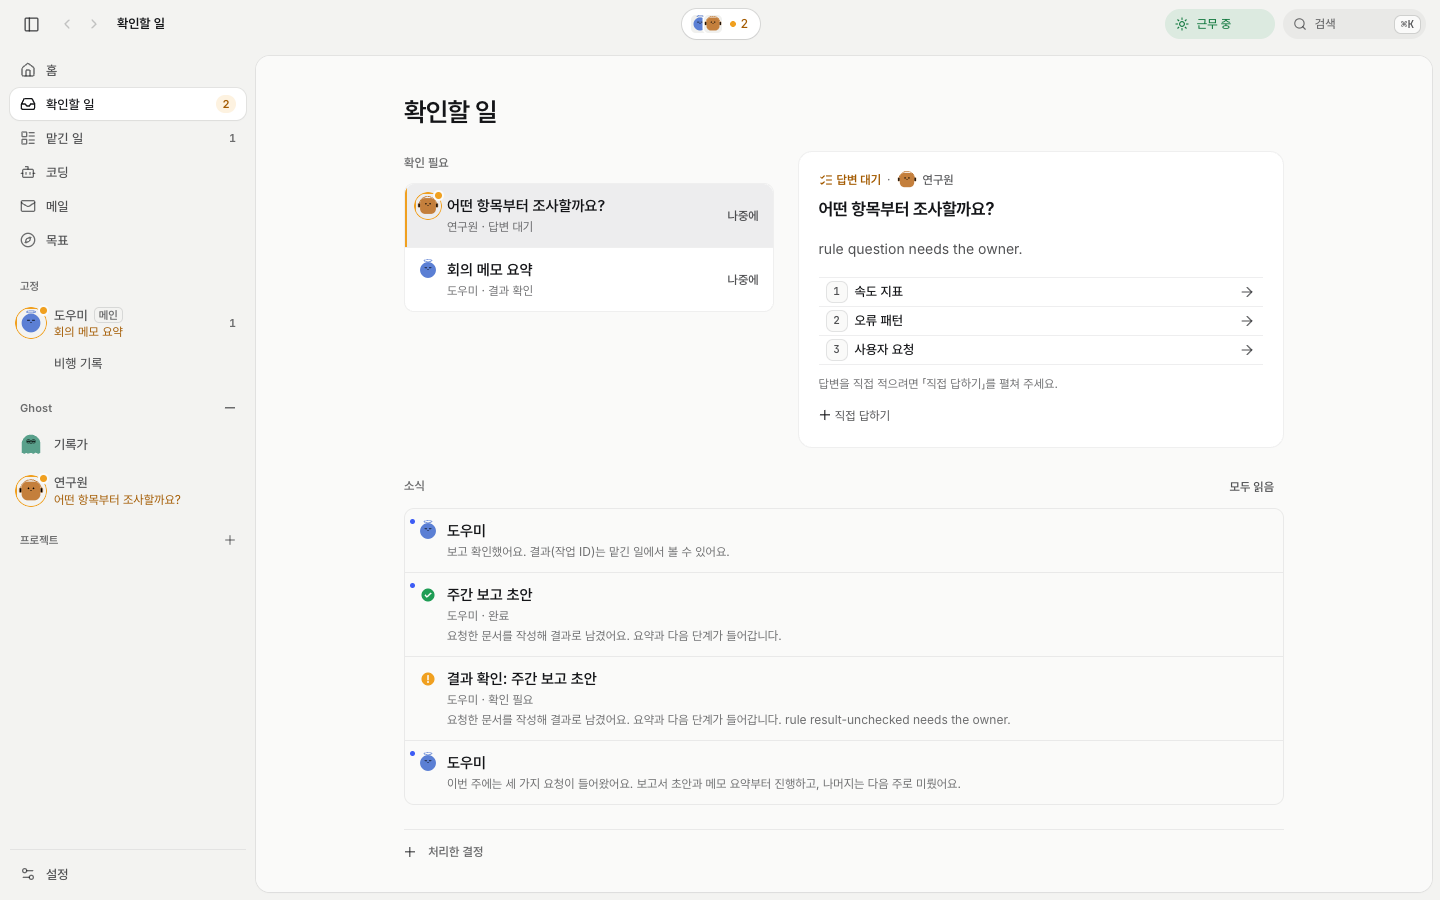 확인할 일
2
근무 중
검색
⌘K
홈
확인할 일
2
맡긴 일
1
코딩
메일
목표
고정
도우미 메인
회의 메모 요약
1
비행 기록
Ghost
기록가
연구원
어떤 항목부터 조사할까요?
프로젝트
설정
확인할 일
확인 필요
어떤 항목부터 조사할까요?
연구원 · 답변 대기
나중에
회의 메모 요약
도우미 · 결과 확인
나중에
답변 대기 · 연구원
어떤 항목부터 조사할까요?
rule question needs the owner.
1 속도 지표
2 오류 패턴
3 사용자 요청
답변을 직접 적으려면 「직접 답하기」를 펼쳐 주세요.
직접 답하기
소식
모두 읽음
도우미
보고 확인했어요. 결과(작업 ID)는 맡긴 일에서 볼 수 있어요.
주간 보고 초안
도우미 · 완료
요청한 문서를 작성해 결과로 남겼어요. 요약과 다음 단계가 들어갑니다.
결과 확인: 주간 보고 초안
도우미 · 확인 필요
요청한 문서를 작성해 결과로 남겼어요. 요약과 다음 단계가 들어갑니다. rule result-unchecked needs the owner.
도우미
이번 주에는 세 가지 요청이 들어왔어요. 보고서 초안과 메모 요약부터 진행하고, 나머지는 다음 주로 미뤘어요.
처리한 결정